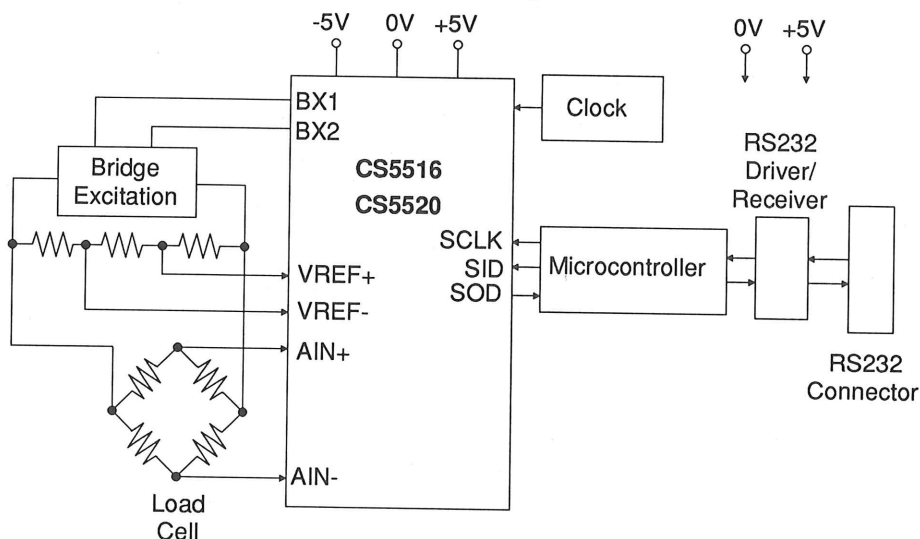 -5V
0V
+5V
0V
+5V
BX1
BX2
Clock
Bridge
Excitation
CS5516
CS5520
RS232
Driver/
Receiver
SCLK
SID
SOD
Microcontroller
VREF+
VREF-
AIN+
AIN-
RS232
Connector
Load
Cell